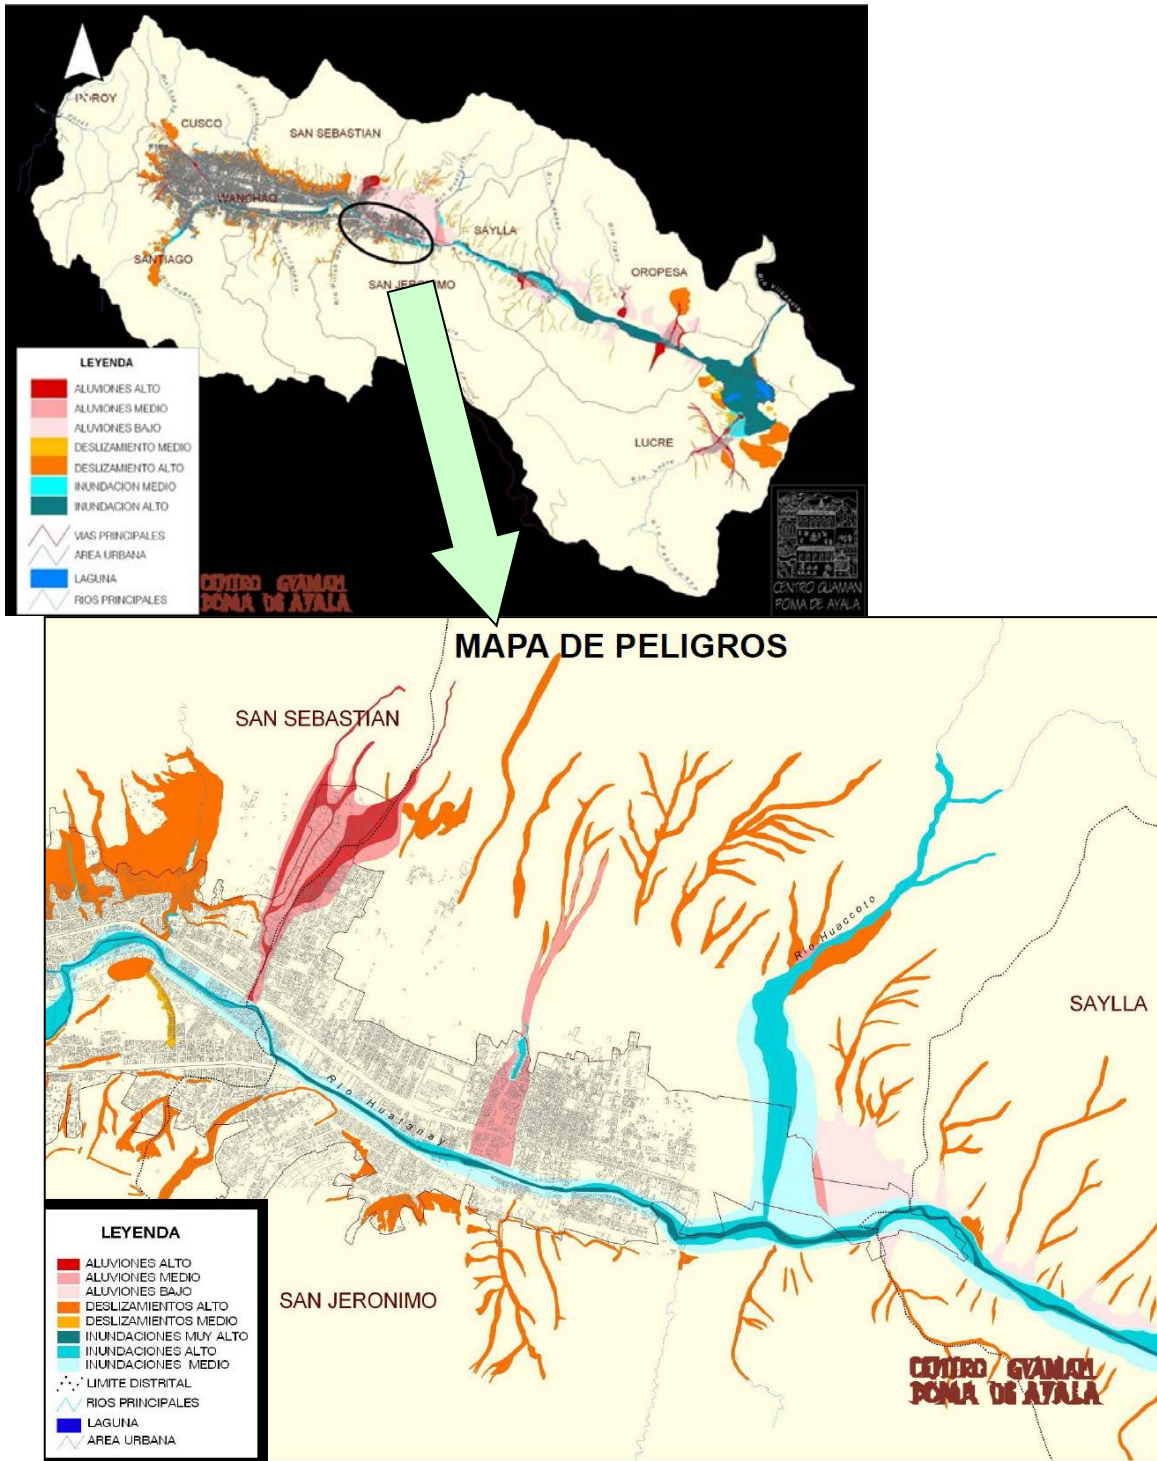 POROY
CUSCO
SAN SEBASTIAN
WANCHAQ
SANTIAGO
SAYLLA
SAN JERONIMO
OROPESA
LUCRE
Rio Lucre
LEYENDA
ALUVIONES ALTO
ALUVIONES MEDIO
ALUVIONES BAJO
DESLIZAMIENTO MEDIO
DESLIZAMIENTO ALTO
INUNDACION MEDIO
INUNDACION ALTO
VIAS PRINCIPALES
AREA URBANA
LAGUNA
RIOS PRINCIPALES
CENTRO GUAMAN
POMA DE AYALA
CENTRO GUAMAN
POMA DE AYALA
MAPA DE PELIGROS
SAN SEBASTIAN
Rio Huaccoto
SAYLLA
Rio Huatanay
SAN JERONIMO
LEYENDA
ALUVIONES ALTO
ALUVIONES MEDIO
ALUVIONES BAJO
DESLIZAMIENTOS ALTO
DESLIZAMIENTOS MEDIO
INUNDACIONES MUY ALTO
INUNDACIONES ALTO
INUNDACIONES MEDIO
LIMITE DISTRITAL
RIOS PRINCIPALES
LAGUNA
AREA URBANA
CENTRO GUAMAN
POMA DE AYALA